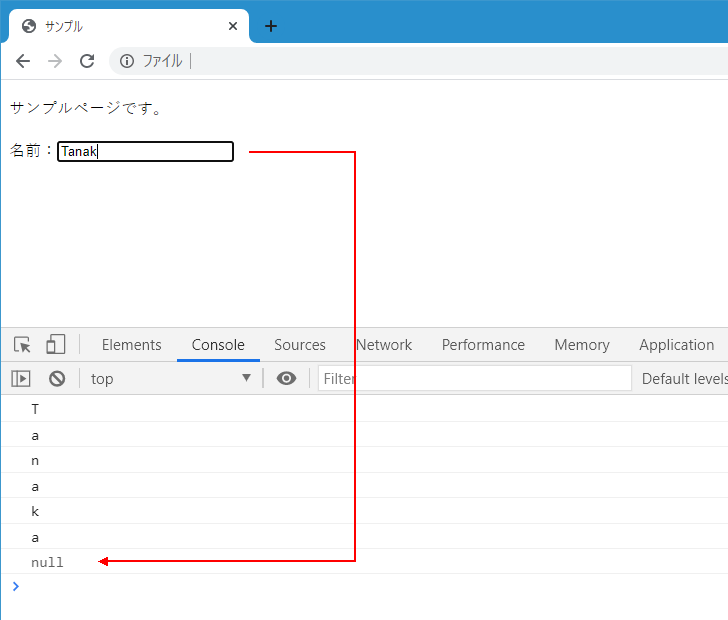 サンプル
ファイル
サンプルページです。
名前：Tanak
Elements Console Sources Network Performance Memory Application
top Filter Default levels
T
a
n
a
k
a
null